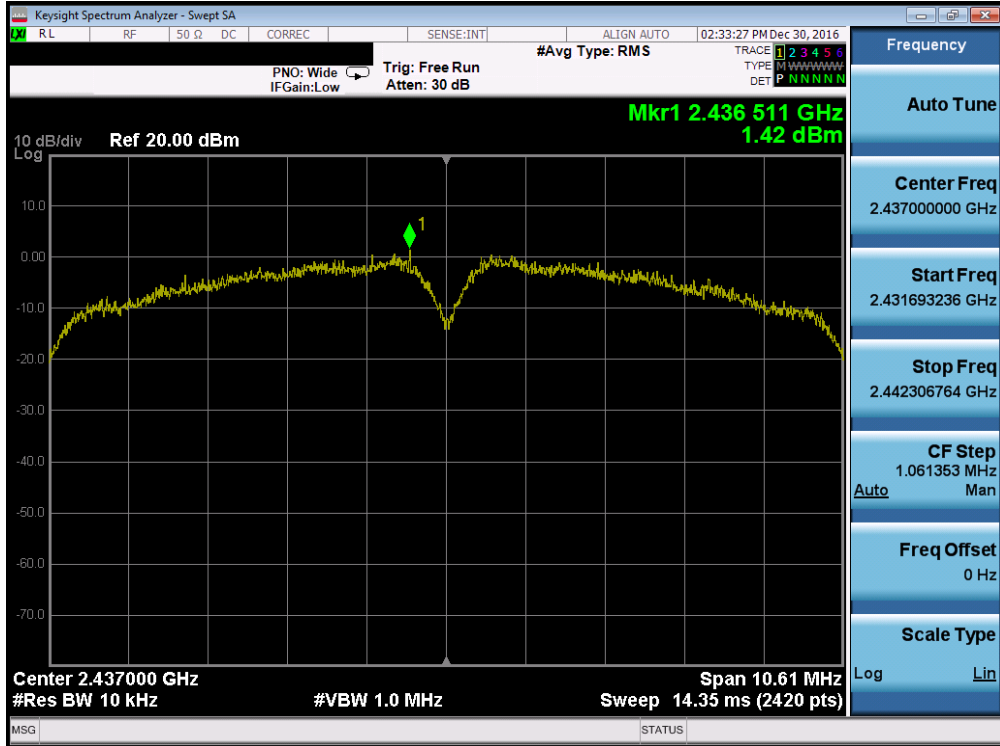 Keysight Spectrum Analyzer - Swept SA
LXI RL RF 50 Ω DC CORREC SENSE:INT ALIGN AUTO 02:33:27 PM Dec 30, 2016
#Avg Type: RMS TRACE 1 2 3 4 5 6
PNO: Wide Trig: Free Run TYPE M WWWWW
IFGain:Low Atten: 30 dB DET P N N N N N
Mkr1 2.436 511 GHz
1.42 dBm
10 dB/div Ref 20.00 dBm
Log
1
10.0
0.00
-10.0
-20.0
-30.0
-40.0
-50.0
-60.0
-70.0
Center 2.437000 GHz Span 10.61 MHz
#Res BW 10 kHz #VBW 1.0 MHz Sweep 14.35 ms (2420 pts)
MSG STATUS
Frequency
Auto Tune
Center Freq
2.437000000 GHz
Start Freq
2.431693236 GHz
Stop Freq
2.442306764 GHz
CF Step
1.061353 MHz
Auto Man
Freq Offset
0 Hz
Scale Type
Log Lin